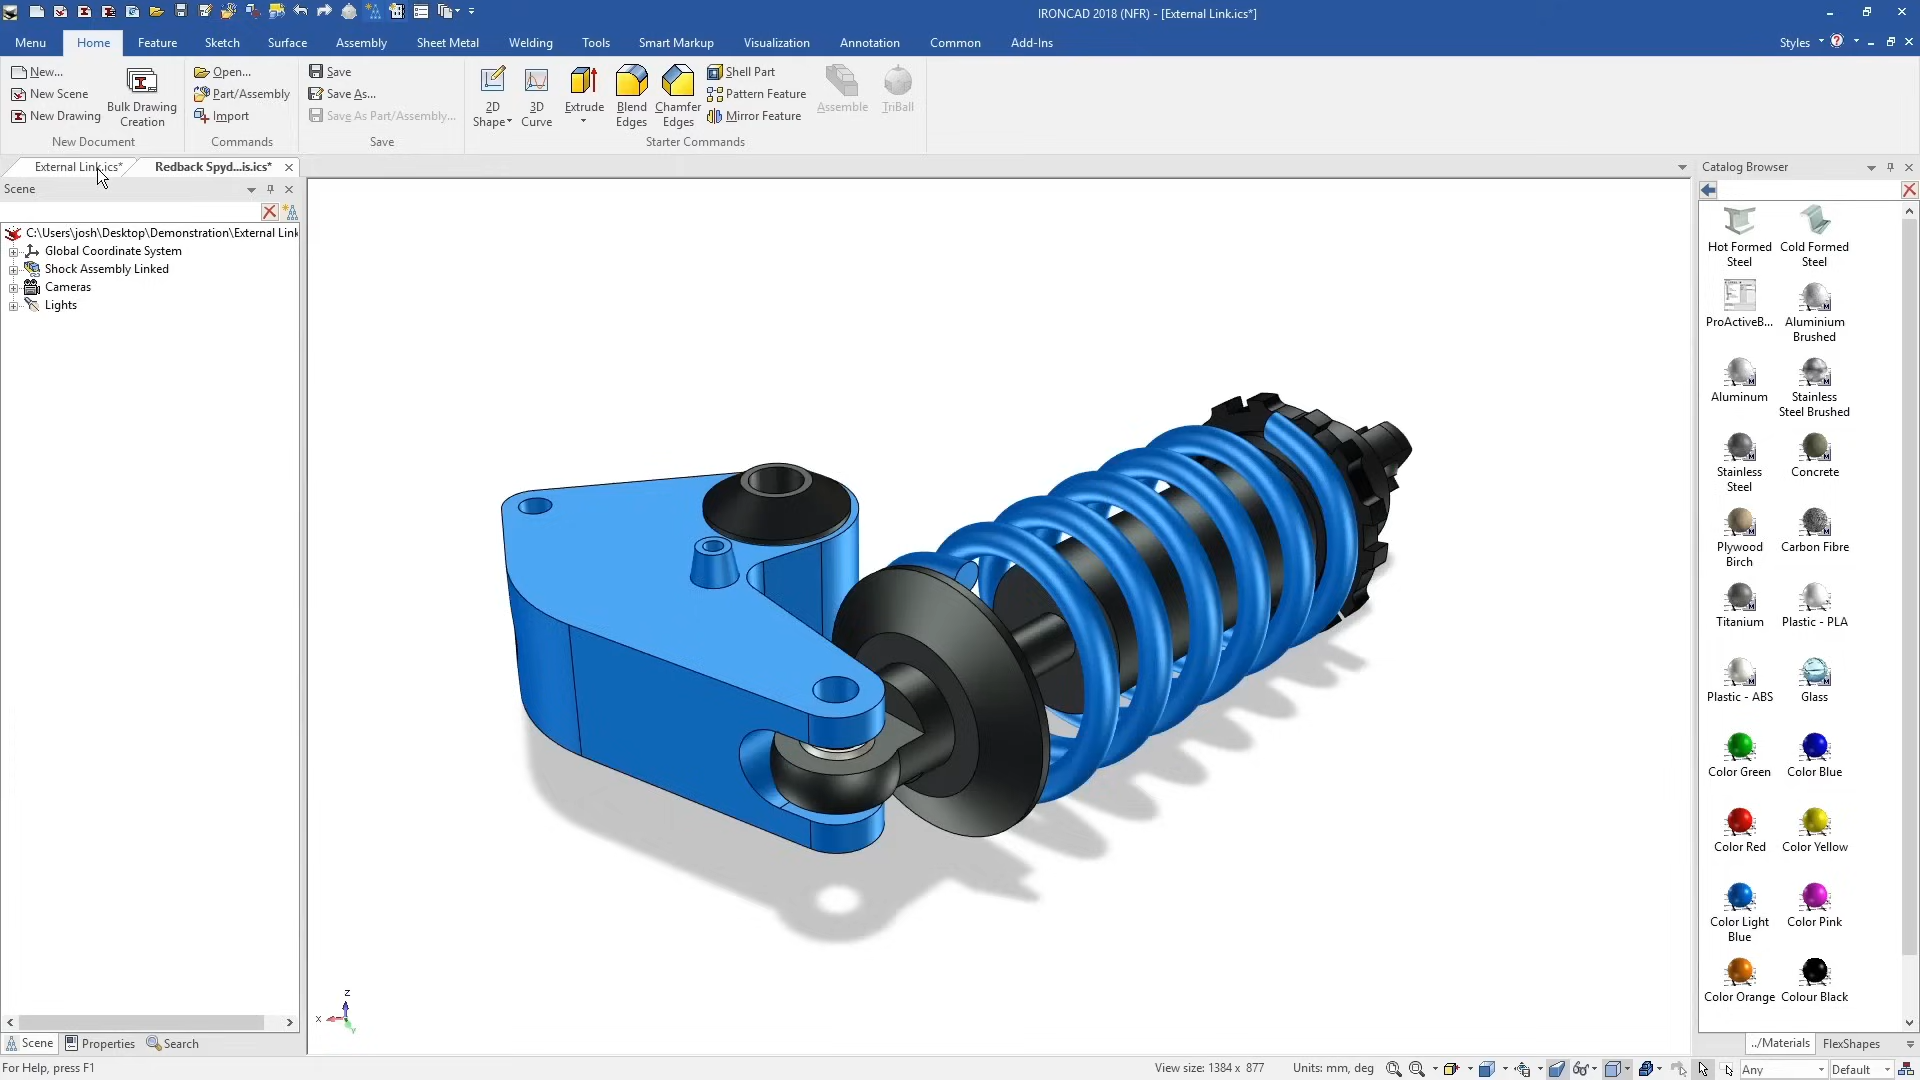 IRONCAD 2018 (NFR) - [External Link.ics*]
Menu Home Feature Sketch Surface Assembly Sheet Metal Welding Tools Smart Markup Visualization Annotation Common Add-Ins Styles
New... Open... Save Shell Part
New Scene Part/Assembly Save As... Pattern Feature
New Drawing Import Save As Part/Assembly... Mirror Feature
Bulk Drawing Creation
2D Shape
3D Curve
Extrude
Blend Edges
Chamfer Edges
Assemble
TriBall
New Document Commands Save Starter Commands
External Link.ics* Redback Spyd...is.ics*
Scene
C:\Users\josh\Desktop\Demonstration\External Link
Global Coordinate System
Shock Assembly Linked
Cameras
Lights
Z
X
Y
Catalog Browser
Hot Formed Steel
Cold Formed Steel
ProActiveB...
Aluminium Brushed
Aluminum
Stainless Steel Brushed
Stainless Steel
Concrete
Plywood Birch
Carbon Fibre
Titanium
Plastic - PLA
Plastic - ABS
Glass
Color Green
Color Blue
Color Red
Color Yellow
Color Light Blue
Color Pink
Color Orange
Colour Black
Scene Properties Search
../Materials FlexShapes
For Help, press F1
View size: 1384 x 877 Units: mm, deg Any Default